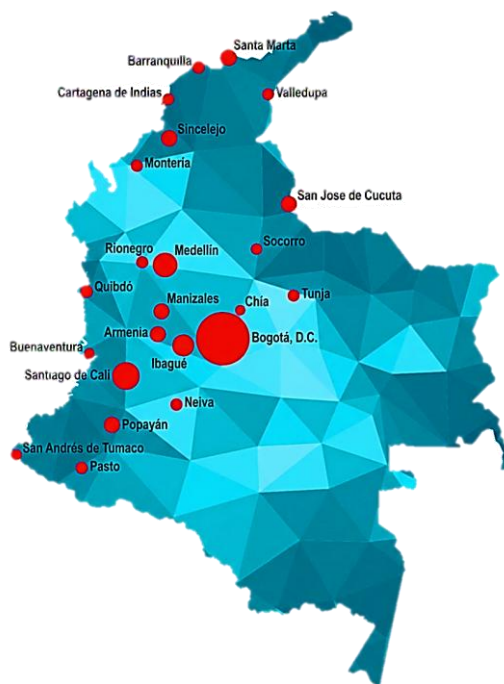 Santa Marta
Barranquilla
Cartagena de Indias
Valledupa
Sincelejo
Montería
San Jose de Cucuta
Socorro
Rionegro
Medellín
Quibdó
Manizales
Chía
Tunja
Armenia
Bogotá, D.C.
Buenaventura
Ibagué
Santiago de Cali
Neiva
Popayán
San Andrés de Tumaco
Pasto